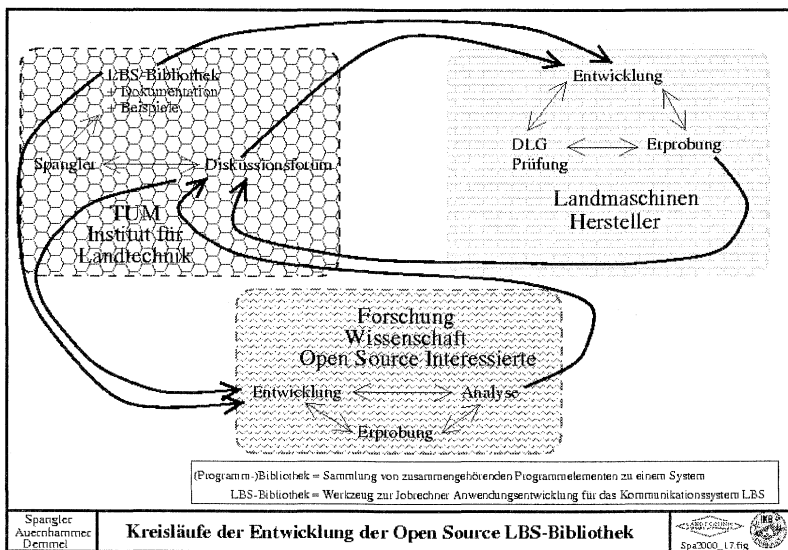 LBS-Bibliothek
+ Dokumentation
+ Beispiele
Spangler
Diskussionsforum
TUM
Institut für
Landtechnik
Entwicklung
DLG
Prüfung
Erprobung
Landmaschinen
Hersteller
Forschung
Wissenschaft
Open Source Interessierte
Entwicklung
Analyse
Erprobung
(Programm-)Bibliothek = Sammlung von zusammengehörenden Programmelementen zu einem System
LBS-Bibliothek = Werkzeug zur Jobrechner Anwendungsentwicklung für das Kommunikationssystem LBS
Spangler
Auernhammer
Demmel
Kreisläufe der Entwicklung der Open Source LBS-Bibliothek
Spa2000_17.fig